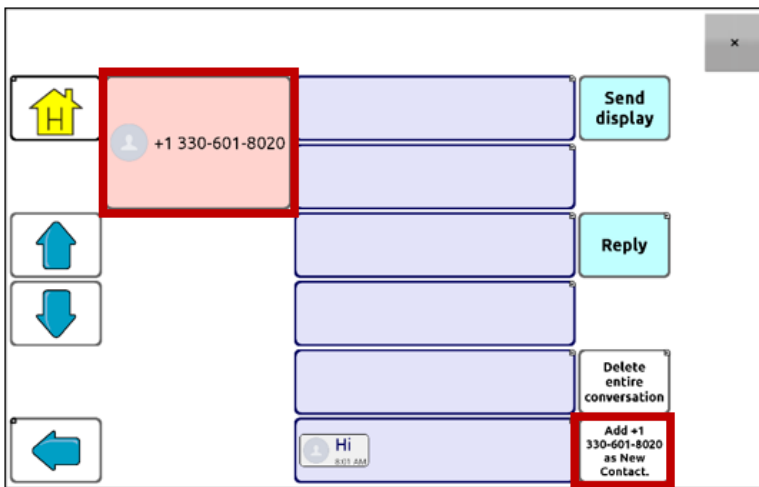 ×
H
Send
display
+1 330-601-8020
Reply
Delete
entire
conversation
Hi
8:01 AM
Add +1
330-601-8020
as New
Contact.